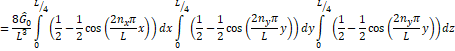 = \frac{8\hat{G}_0}{L^3} \int_0^{L/4} \left( \frac{1}{2} - \frac{1}{2} \cos \left( \frac{2n_x\pi}{L} x \right) \right) dx \int_0^{L/4} \left( \frac{1}{2} - \frac{1}{2} \cos \left( \frac{2n_y\pi}{L} y \right) \right) dy \int_0^{L/4} \left( \frac{1}{2} - \frac{1}{2} \cos \left( \frac{2n_y\pi}{L} y \right) \right) dz